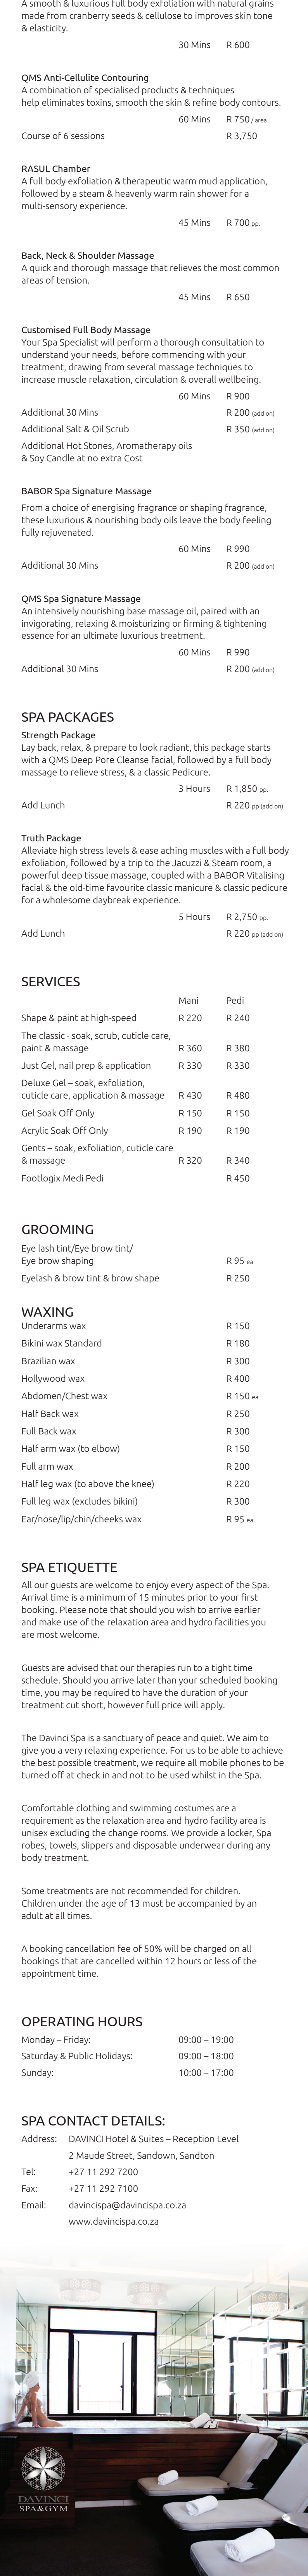 A smooth & luxurious full body exfoliation with natural grains
made from cranberry seeds & cellulose to improves skin tone
& elasticity.
30 Mins R 600
QMS Anti-Cellulite Contouring
A combination of specialised products & techniques
help eliminates toxins, smooth the skin & refine body contours.
60 Mins R 750 / area
Course of 6 sessions R 3,750
RASUL Chamber
A full body exfoliation & therapeutic warm mud application,
followed by a steam & heavenly warm rain shower for a
multi-sensory experience.
45 Mins R 700 pp.
Back, Neck & Shoulder Massage
A quick and thorough massage that relieves the most common
areas of tension.
45 Mins R 650
Customised Full Body Massage
Your Spa Specialist will perform a thorough consultation to
understand your needs, before commencing with your
treatment, drawing from several massage techniques to
increase muscle relaxation, circulation & overall wellbeing.
60 Mins R 900
Additional 30 Mins R 200 (add on)
Additional Salt & Oil Scrub R 350 (add on)
Additional Hot Stones, Aromatherapy oils
& Soy Candle at no extra Cost
BABOR Spa Signature Massage
From a choice of energising fragrance or shaping fragrance,
these luxurious & nourishing body oils leave the body feeling
fully rejuvenated.
60 Mins R 990
Additional 30 Mins R 200 (add on)
QMS Spa Signature Massage
An intensively nourishing base massage oil, paired with an
invigorating, relaxing & moisturizing or firming & tightening
essence for an ultimate luxurious treatment.
60 Mins R 990
Additional 30 Mins R 200 (add on)
SPA PACKAGES
Strength Package
Lay back, relax, & prepare to look radiant, this package starts
with a QMS Deep Pore Cleanse facial, followed by a full body
massage to relieve stress, & a classic Pedicure.
3 Hours R 1,850 pp.
Add Lunch R 220 pp (add on)
Truth Package
Alleviate high stress levels & ease aching muscles with a full body
exfoliation, followed by a trip to the Jacuzzi & Steam room, a
powerful deep tissue massage, coupled with a BABOR Vitalising
facial & the old-time favourite classic manicure & classic pedicure
for a wholesome daybreak experience.
5 Hours R 2,750 pp.
Add Lunch R 220 pp (add on)
SERVICES
Mani Pedi
Shape & paint at high-speed R 220 R 240
The classic - soak, scrub, cuticle care,
paint & massage R 360 R 380
Just Gel, nail prep & application R 330 R 330
Deluxe Gel – soak, exfoliation,
cuticle care, application & massage R 430 R 480
Gel Soak Off Only R 150 R 150
Acrylic Soak Off Only R 190 R 190
Gents – soak, exfoliation, cuticle care
& massage R 320 R 340
Footlogix Medi Pedi R 450
GROOMING
Eye lash tint/Eye brow tint/
Eye brow shaping R 95 ea
Eyelash & brow tint & brow shape R 250
WAXING
Underarms wax R 150
Bikini wax Standard R 180
Brazilian wax R 300
Hollywood wax R 400
Abdomen/Chest wax R 150 ea
Half Back wax R 250
Full Back wax R 300
Half arm wax (to elbow) R 150
Full arm wax R 200
Half leg wax (to above the knee) R 220
Full leg wax (excludes bikini) R 300
Ear/nose/lip/chin/cheeks wax R 95 ea
SPA ETIQUETTE
All our guests are welcome to enjoy every aspect of the Spa.
Arrival time is a minimum of 15 minutes prior to your first
booking. Please note that should you wish to arrive earlier
and make use of the relaxation area and hydro facilities you
are most welcome.
Guests are advised that our therapies run to a tight time
schedule. Should you arrive later than your scheduled booking
time, you may be required to have the duration of your
treatment cut short, however full price will apply.
The Davinci Spa is a sanctuary of peace and quiet. We aim to
give you a very relaxing experience. For us to be able to achieve
the best possible treatment, we require all mobile phones to be
turned off at check in and not to be used whilst in the Spa.
Comfortable clothing and swimming costumes are a
requirement as the relaxation area and hydro facility area is
unisex excluding the change rooms. We provide a locker, Spa
robes, towels, slippers and disposable underwear during any
body treatment.
Some treatments are not recommended for children.
Children under the age of 13 must be accompanied by an
adult at all times.
A booking cancellation fee of 50% will be charged on all
bookings that are cancelled within 12 hours or less of the
appointment time.
OPERATING HOURS
Monday – Friday: 09:00 – 19:00
Saturday & Public Holidays: 09:00 – 18:00
Sunday: 10:00 – 17:00
SPA CONTACT DETAILS:
Address: DAVINCI Hotel & Suites – Reception Level
2 Maude Street, Sandown, Sandton
Tel: +27 11 292 7200
Fax: +27 11 292 7100
Email: davincispa@davincispa.co.za
www.davincispa.co.za
DAVINCI
SPA&GYM